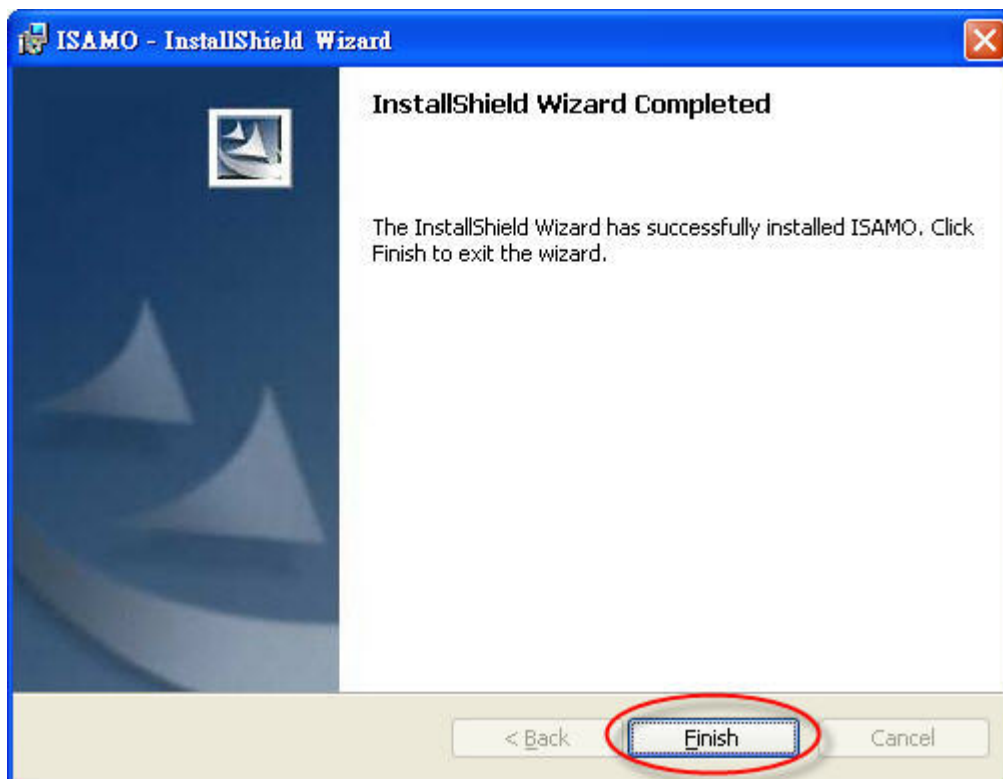 ISAMO - InstallShield Wizard
InstallShield Wizard Completed
The InstallShield Wizard has successfully installed ISAMO. Click
Finish to exit the wizard.
< Back
Finish
Cancel